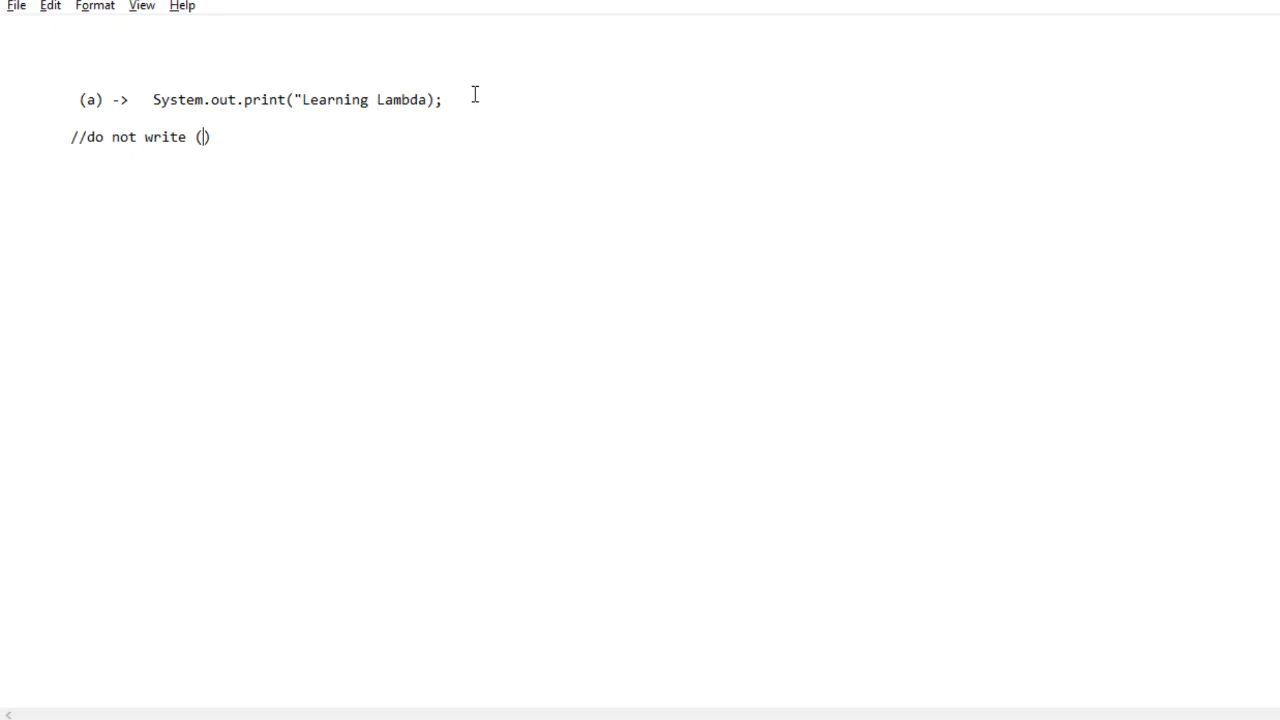 File Edit Format View Help
(a) -> System.out.print("Learning Lambda);
//do not write ()